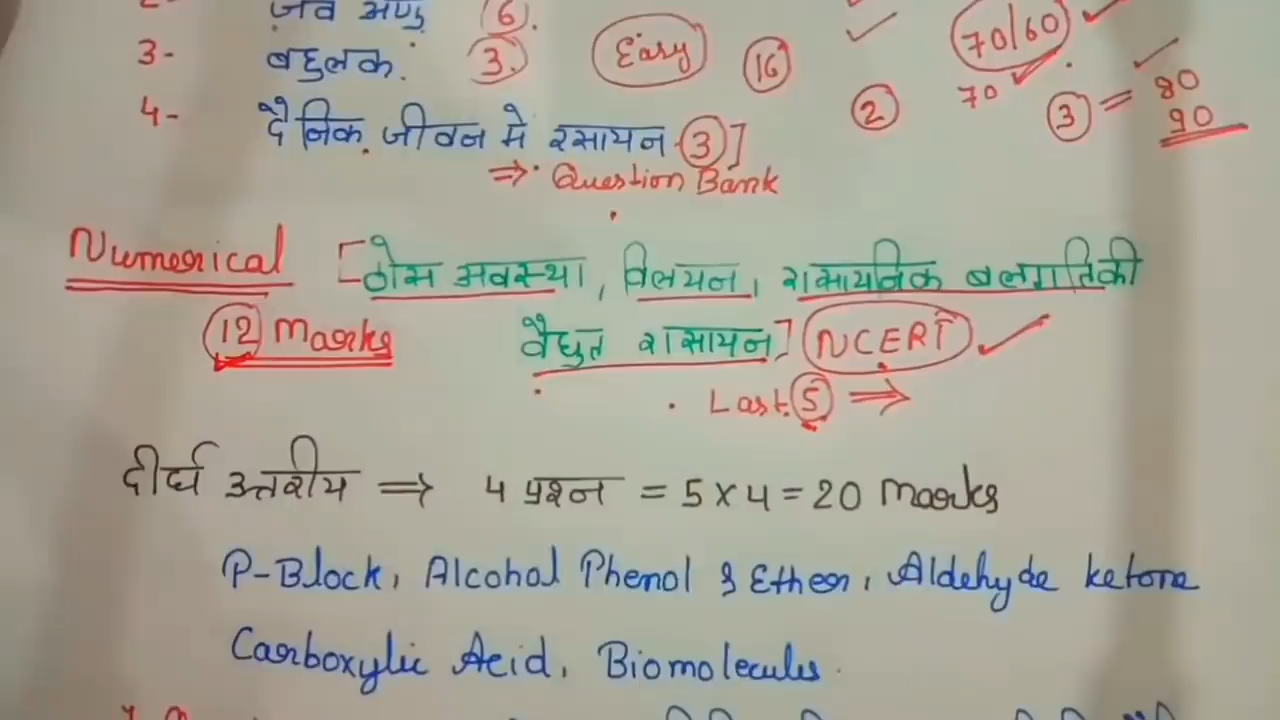 जैव अणु 6.
3- बहुलक. 3. Easy 16 70/60
4- दैनिक जीवन मे रसायन 3] 2 70 3 = 80
90
⇒ Question Bank
Numerical [ठोस अवस्था, विलयन, रासायनिक बलगतिकी
12 Marks वैद्युत रासायन] NCERT
Last 5 ⇒
दीर्घ उत्तरीय ⇒ 4 प्रश्न = 5×4 = 20 Marks
P-Block, Alcohol Phenol & Ether, Aldehyde ketone
Carboxylic Acid, Biomolecules